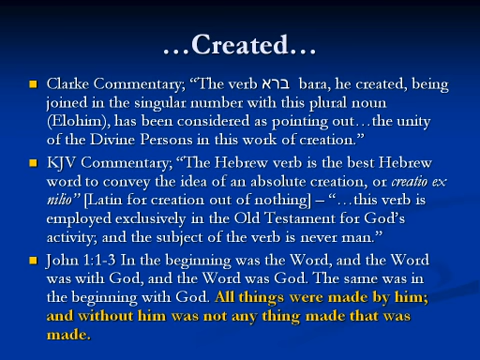 …Created…
Clarke Commentary; “The verb ברא bara, he created, being
joined in the singular number with this plural noun
(Elohim), has been considered as pointing out…the unity
of the Divine Persons in this work of creation.”
KJV Commentary; “The Hebrew verb is the best Hebrew
word to convey the idea of an absolute creation, or creatio ex
nilio” [Latin for creation out of nothing] – “…this verb is
employed exclusively in the Old Testament for God’s
activity; and the subject of the verb is never man.”
John 1:1-3 In the beginning was the Word, and the Word
was with God, and the Word was God. The same was in
the beginning with God. All things were made by him;
and without him was not any thing made that was
made.